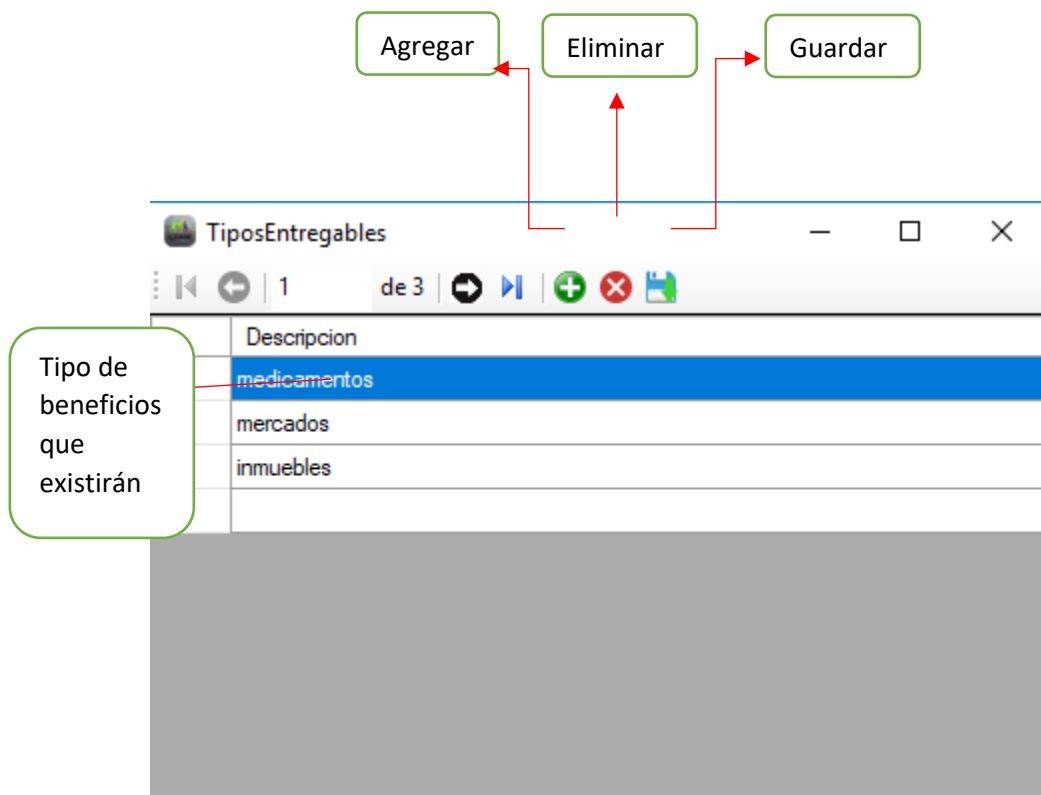 Agregar
Eliminar
Guardar
TiposEntregables
1 de 3
Descripcion
Tipo de
beneficios
que
existirán
medicamentos
mercados
inmuebles